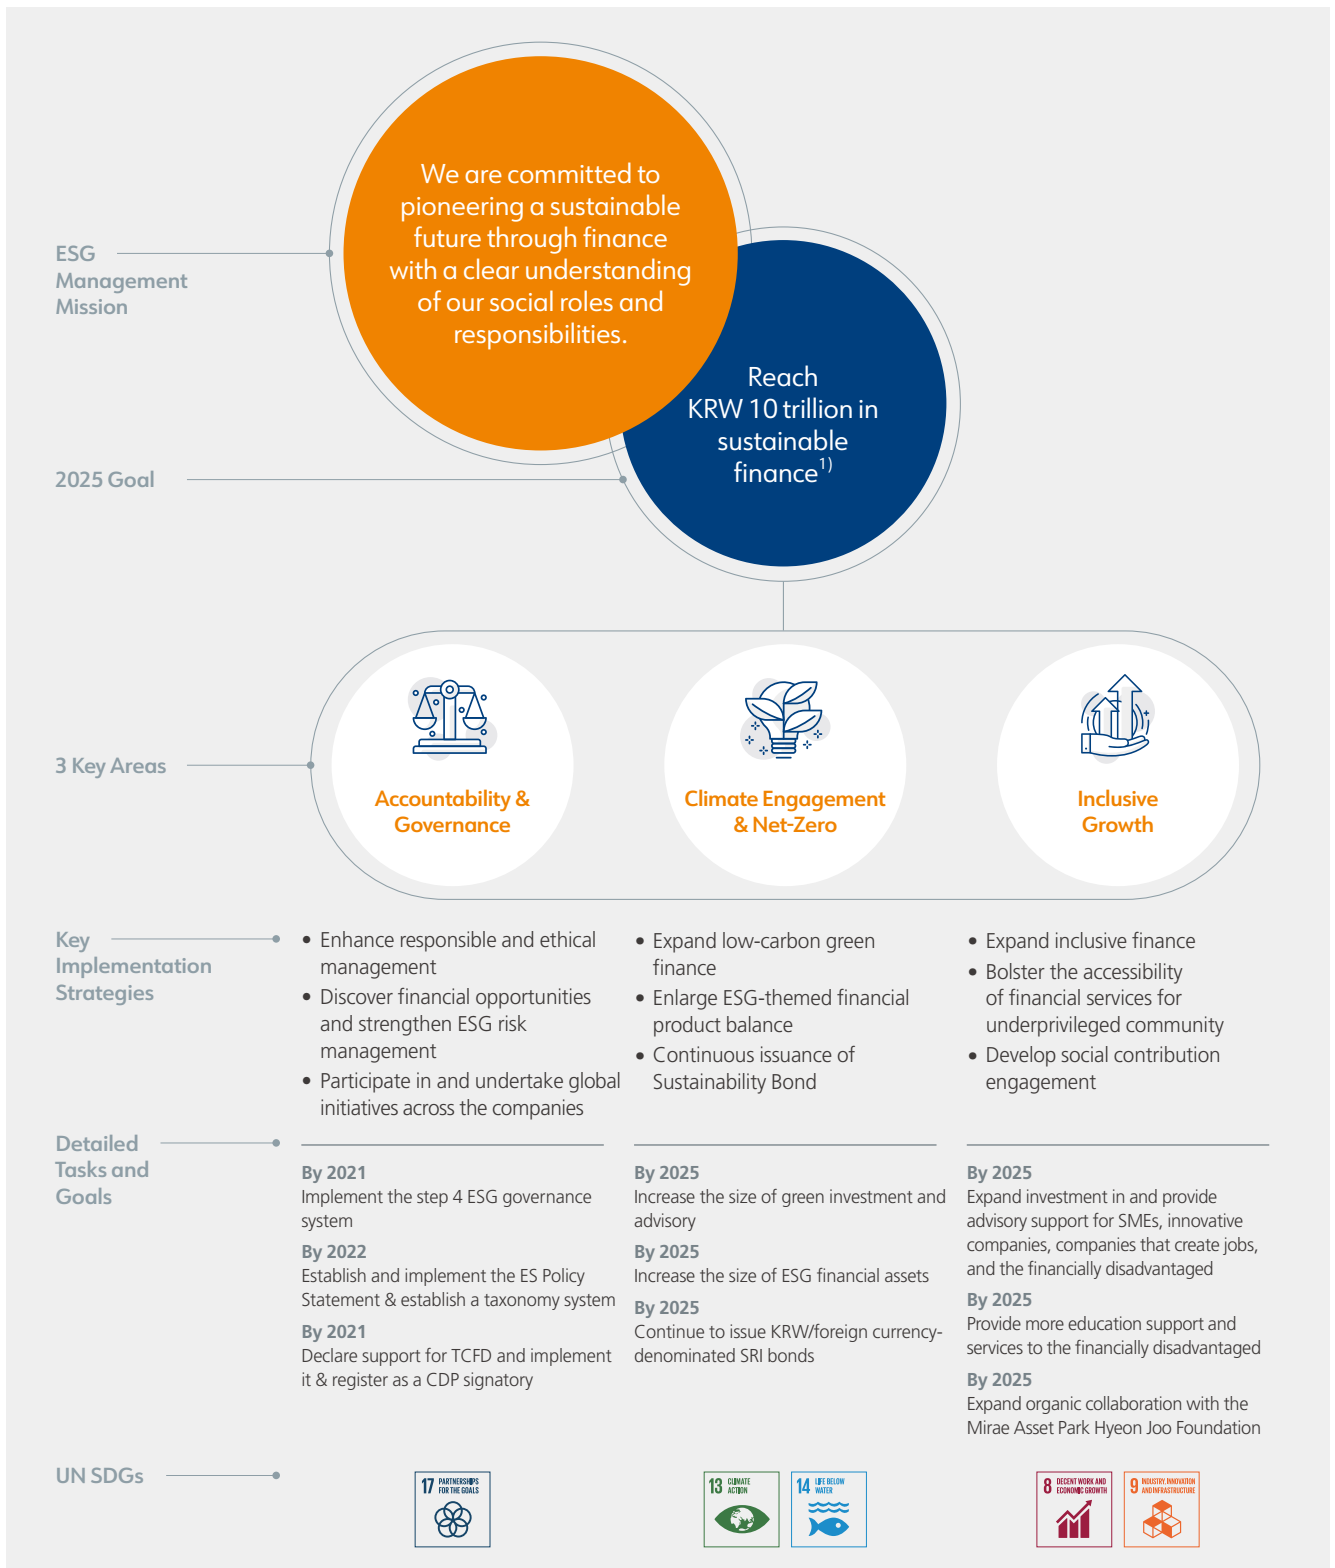 We are committed to
pioneering a sustainable
future through finance
with a clear understanding
of our social roles and
responsibilities.
ESG
Management
Mission
Reach
KRW 10 trillion in
sustainable
finance1)
2025 Goal
3 Key Areas
Accountability &
Governance
Climate Engagement
& Net-Zero
Inclusive
Growth
Key
Implementation
Strategies
• Enhance responsible and ethical
management
• Discover financial opportunities
and strengthen ESG risk
management
• Participate in and undertake global
initiatives across the companies
• Expand low-carbon green
finance
• Enlarge ESG-themed financial
product balance
• Continuous issuance of
Sustainability Bond
• Expand inclusive finance
• Bolster the accessibility
of financial services for
underprivileged community
• Develop social contribution
engagement
Detailed
Tasks and
Goals
By 2021
Implement the step 4 ESG governance
system
By 2022
Establish and implement the ES Policy
Statement & establish a taxonomy system
By 2021
Declare support for TCFD and implement
it & register as a CDP signatory
By 2025
Increase the size of green investment and
advisory
By 2025
Increase the size of ESG financial assets
By 2025
Continue to issue KRW/foreign currency-
denominated SRI bonds
By 2025
Expand investment in and provide
advisory support for SMEs, innovative
companies, companies that create jobs,
and the financially disadvantaged
By 2025
Provide more education support and
services to the financially disadvantaged
By 2025
Expand organic collaboration with the
Mirae Asset Park Hyeon Joo Foundation
UN SDGs
17 PARTNERSHIPS
FOR THE GOALS
13 CLIMATE
ACTION
14 LIFE BELOW
WATER
8 DECENT WORK AND
ECONOMIC GROWTH
9 INDUSTRY, INNOVATION
AND INFRASTRUCTURE